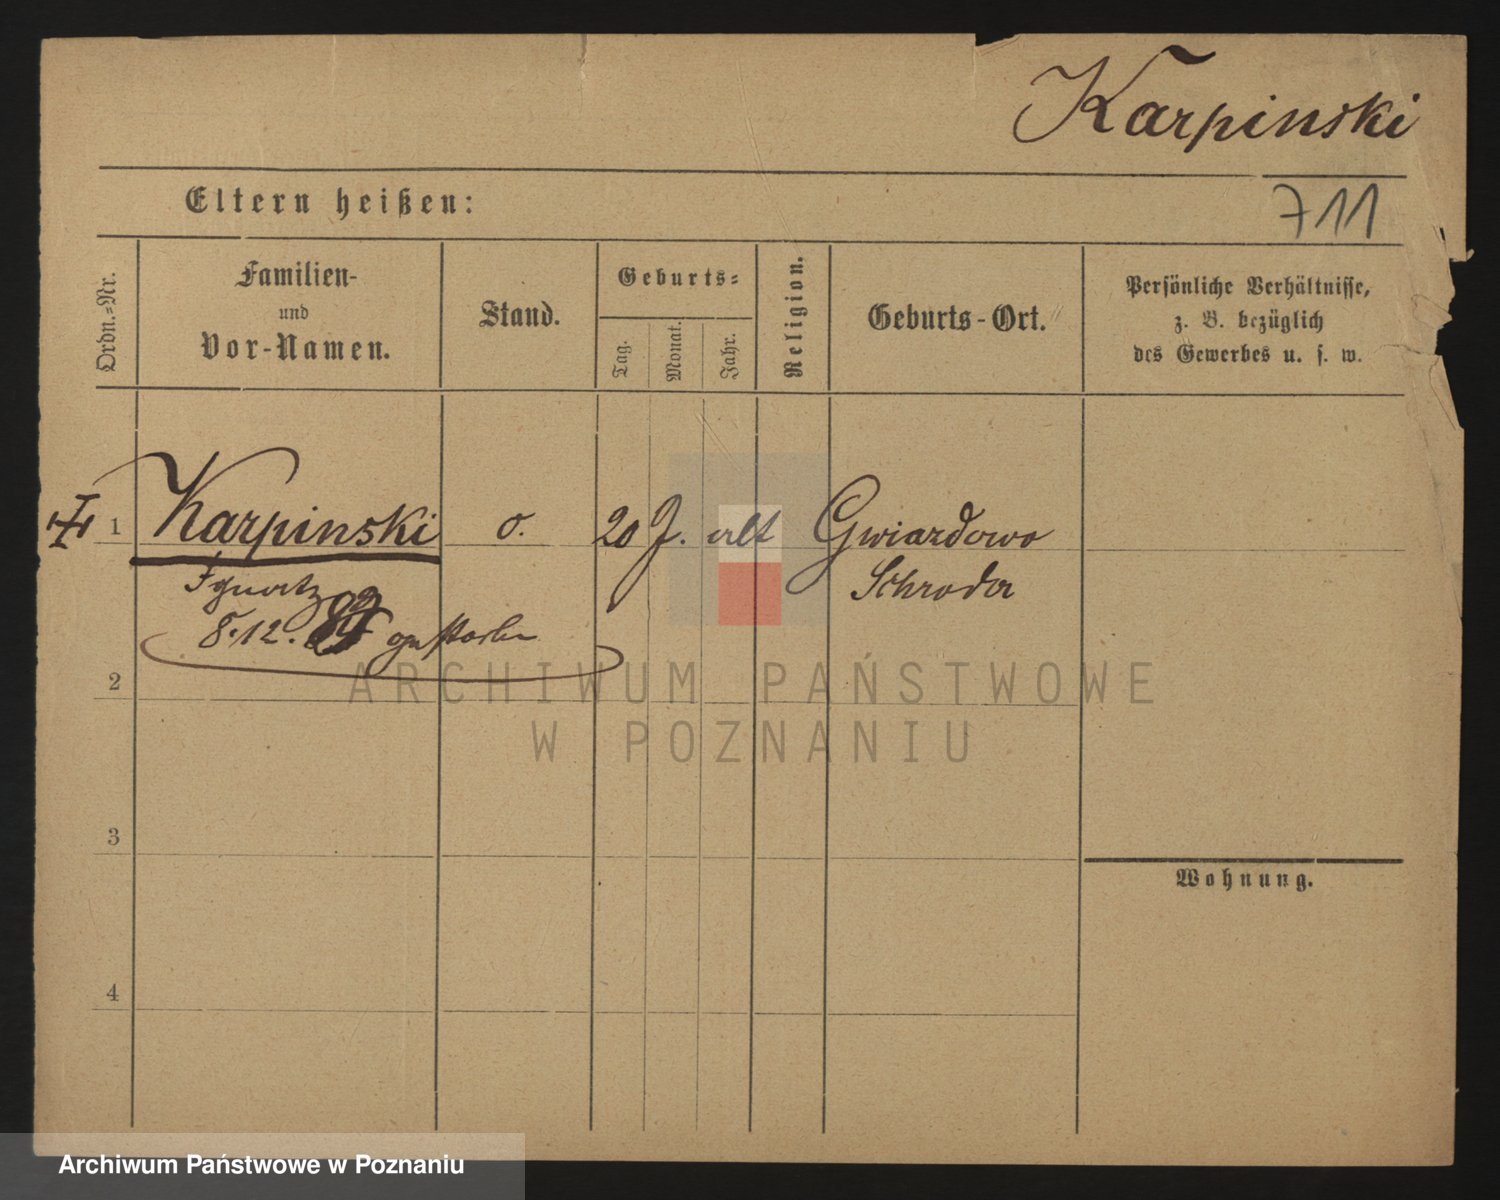 Karpinski
711
Eltern heißen:
Ordn.=Nr.
Familien-
und
Vor-Namen.
Stand.
Geburts=
Tag.
Monat.
Jahr.
Religion.
Geburts-Ort.
Persönliche Verhältnisse,
z. B. bezüglich
des Gewerbes u. s. w.
1 Karpinski o. 20 J. alt Gwiazdowo
Ignatz Schroda
8.12. gestorben
2
3
4
Wohnung.
ARCHIWUM PAŃSTWOWE
W POZNANIU
Archiwum Państwowe w Poznaniu